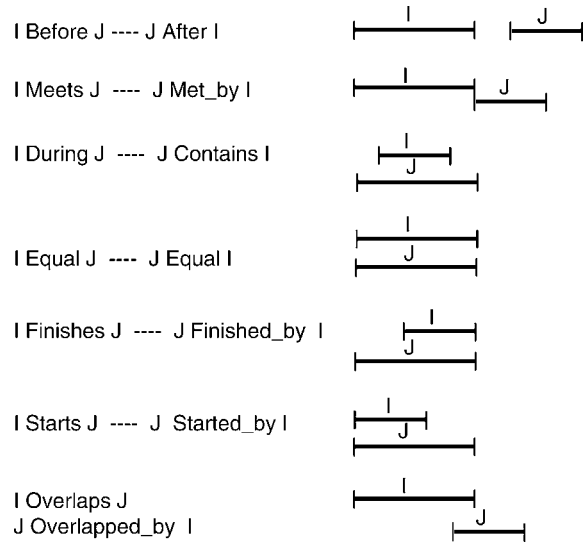 I Before J ---- J After I
I
J
I Meets J ---- J Met_by I
I
J
I During J ---- J Contains I
I
J
I Equal J ---- J Equal I
I
J
I Finishes J ---- J Finished_by I
I
J
I Starts J ---- J Started_by I
I
J
I Overlaps J
J Overlapped_by I
I
J